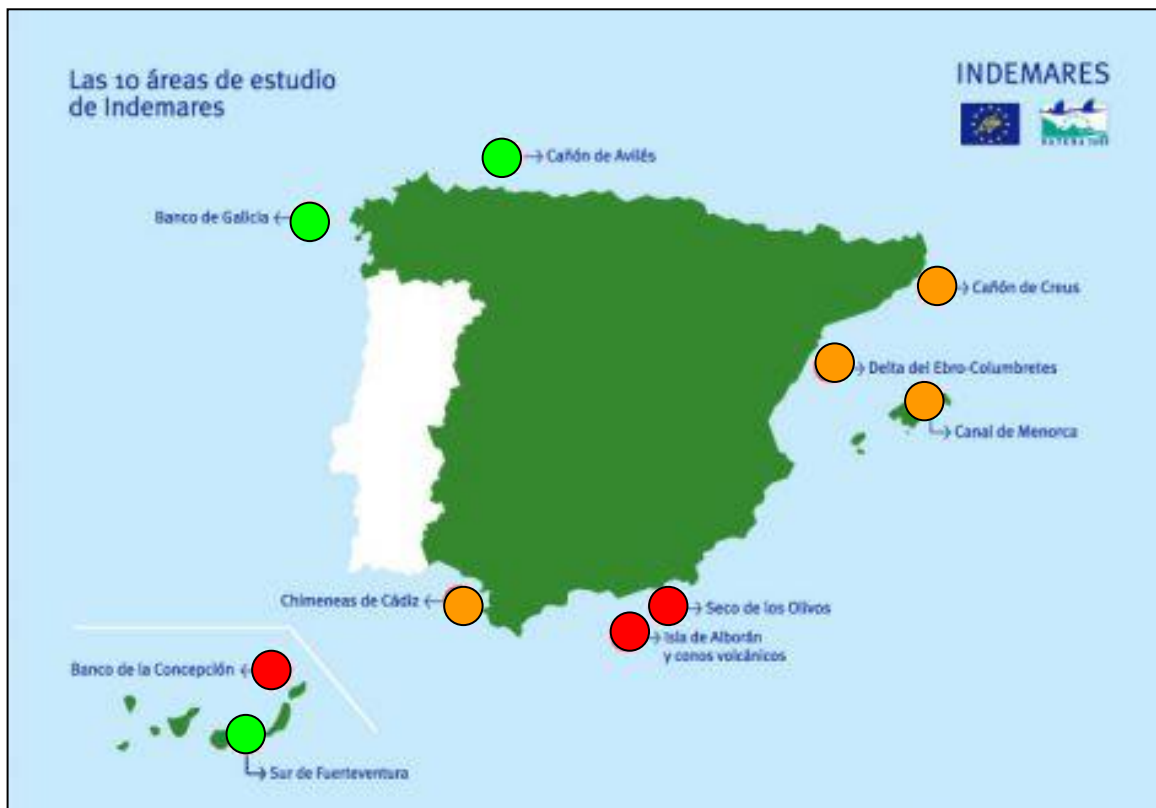 Las 10 áreas de estudio
de Indemares
INDEMARES
NATURA 2000
Cañón de Avilés
Banco de Galicia
Cañón de Creus
Delta del Ebro-Columbretes
Canal de Menorca
Chimeneas de Cádiz
Seco de los Olivos
Isla de Alborán
y conos volcánicos
Banco de la Concepción
Sur de Fuerteventura